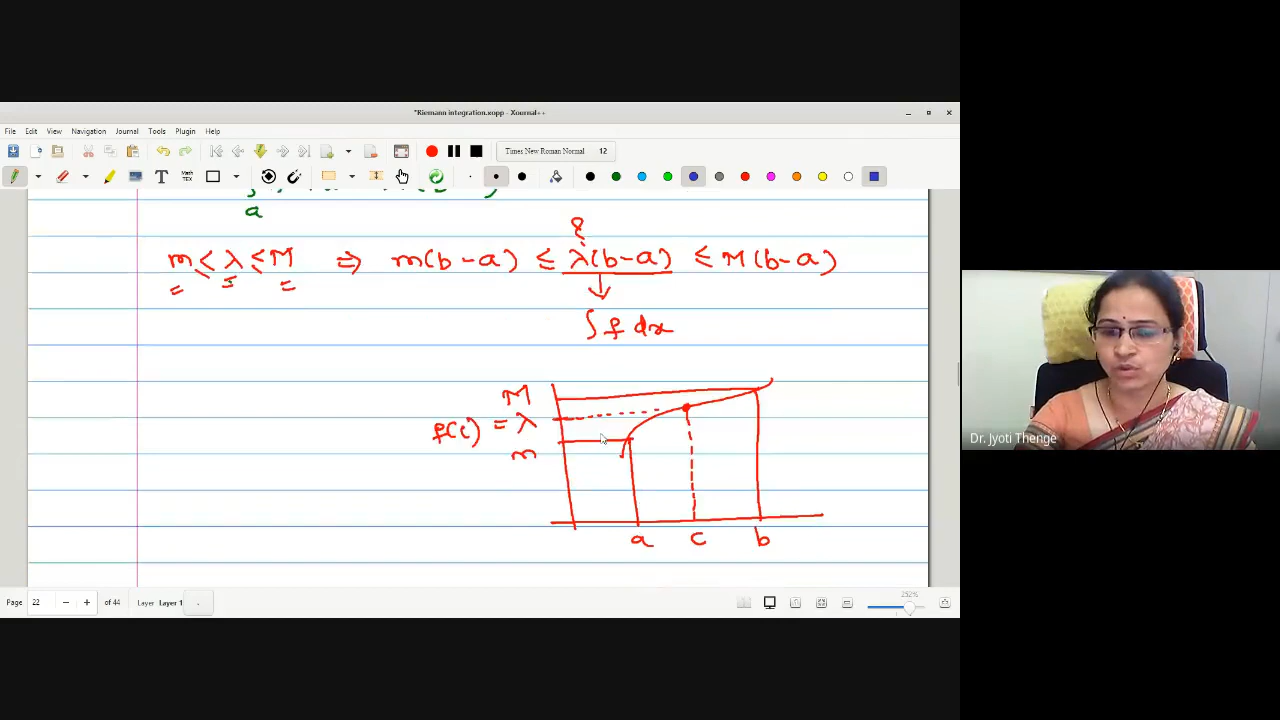 *Riemann integration.xopp - Xournal++
File Edit View Navigation Journal Tools Plugin Help
Times New Roman Normal 12
a
m ≤ λ ≤ M ⇒ m(b-a) ≤ λ(b-a) ≤ M(b-a)
↓
∫ f dx
M
f(c) = λ
m
a c b
Dr. Jyoti Thenge
Page 22 of 44 Layer Layer 1
252%